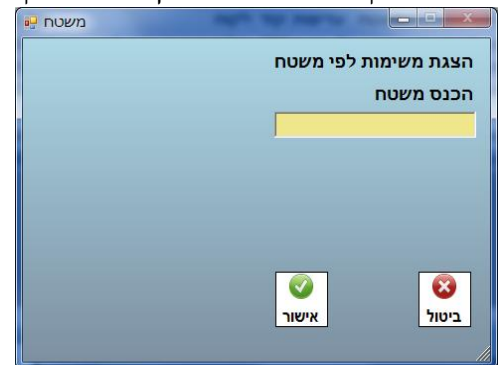 משטח
הצגת משימות לפי משטח
הכנס משטח
אישור
ביטול